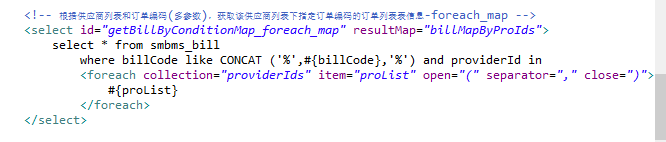 <!-- 根据供应商列表和订单编码(多参数)，获取该供应商列表下指定订单编码的订单列表表信息-foreach_map -->
<select id="getBillByConditionMap_foreach_map" resultMap="billMapByProIds">
select * from smbms_bill
where billCode like CONCAT ('%',#{billCode},'%') and providerId in
<foreach collection="providerIds" item="proList" open="(" separator="," close=")">
#{proList}
</foreach>
</select>